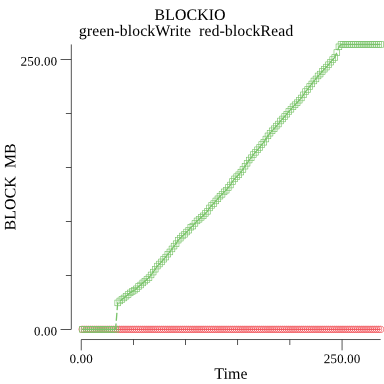 BLOCKIO
green-blockWrite red-blockRead
250.00
BLOCK MB
0.00
0.00 250.00
Time